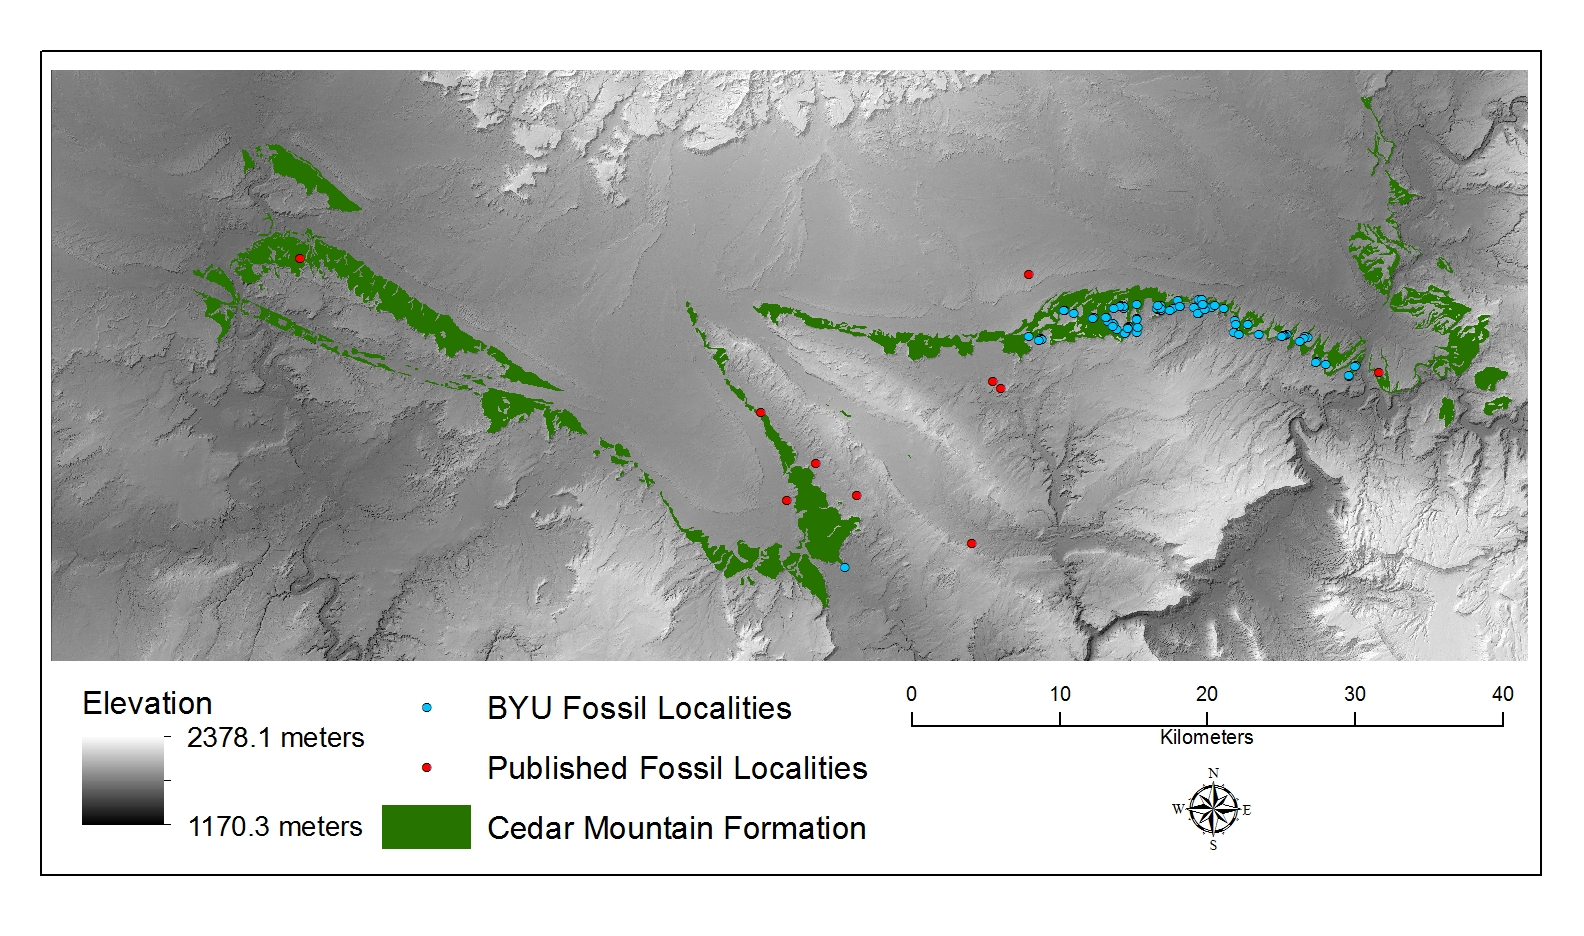 Elevation
2378.1 meters
1170.3 meters
BYU Fossil Localities
Published Fossil Localities
Cedar Mountain Formation
0 10 20 30 40
Kilometers
N
W E
S